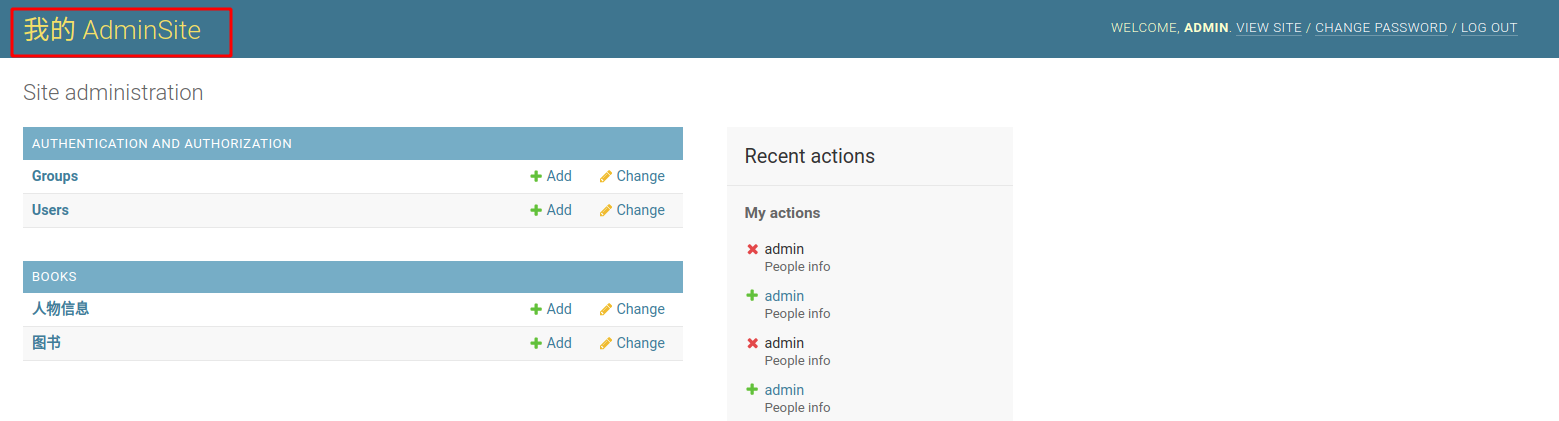 我的 AdminSite
WELCOME, ADMIN. VIEW SITE / CHANGE PASSWORD / LOG OUT
Site administration
AUTHENTICATION AND AUTHORIZATION
Groups Add Change
Users Add Change
BOOKS
人物信息 Add Change
图书 Add Change
Recent actions
My actions
admin
People info
admin
People info
admin
People info
admin
People info